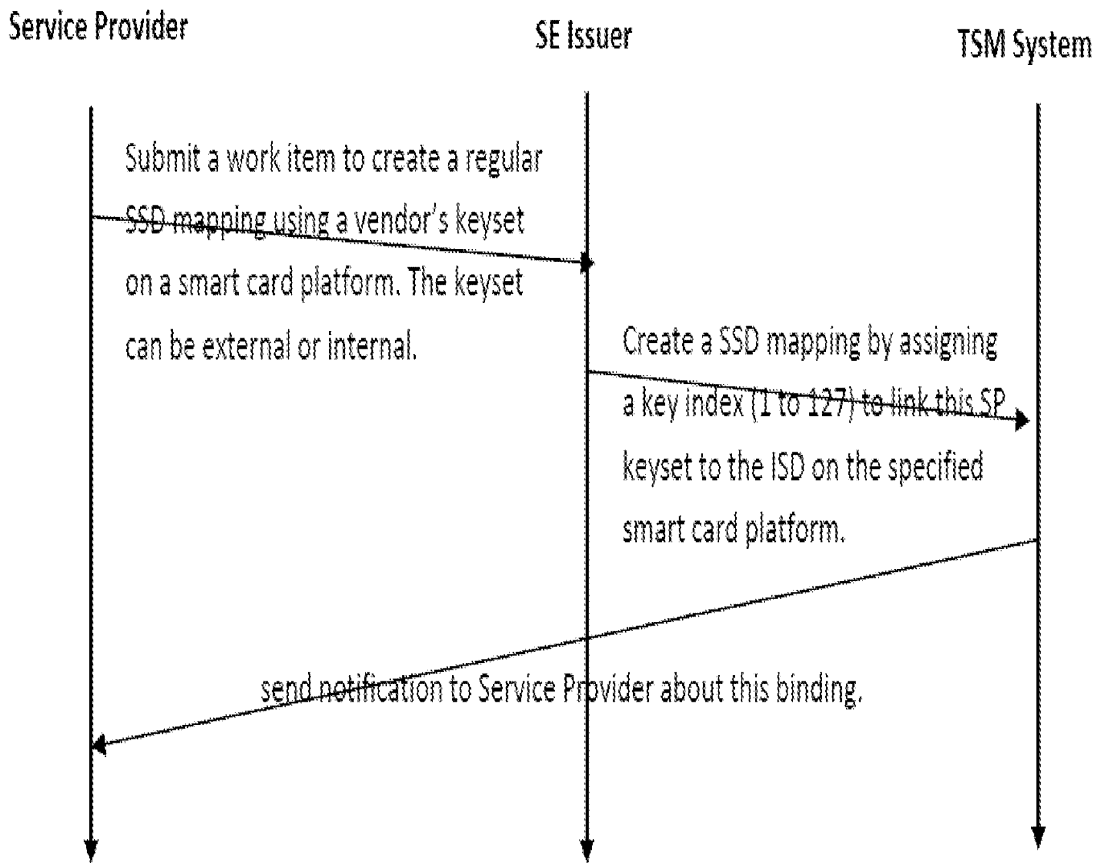 Service Provider
SE Issuer
TSM System
Submit a work item to create a regular
SSD mapping using a vendor's keyset
on a smart card platform. The keyset
can be external or internal.
Create a SSD mapping by assigning
a key index (1 to 127) to link this SP
keyset to the ISD on the specified
smart card platform.
send notification to Service Provider about this binding.